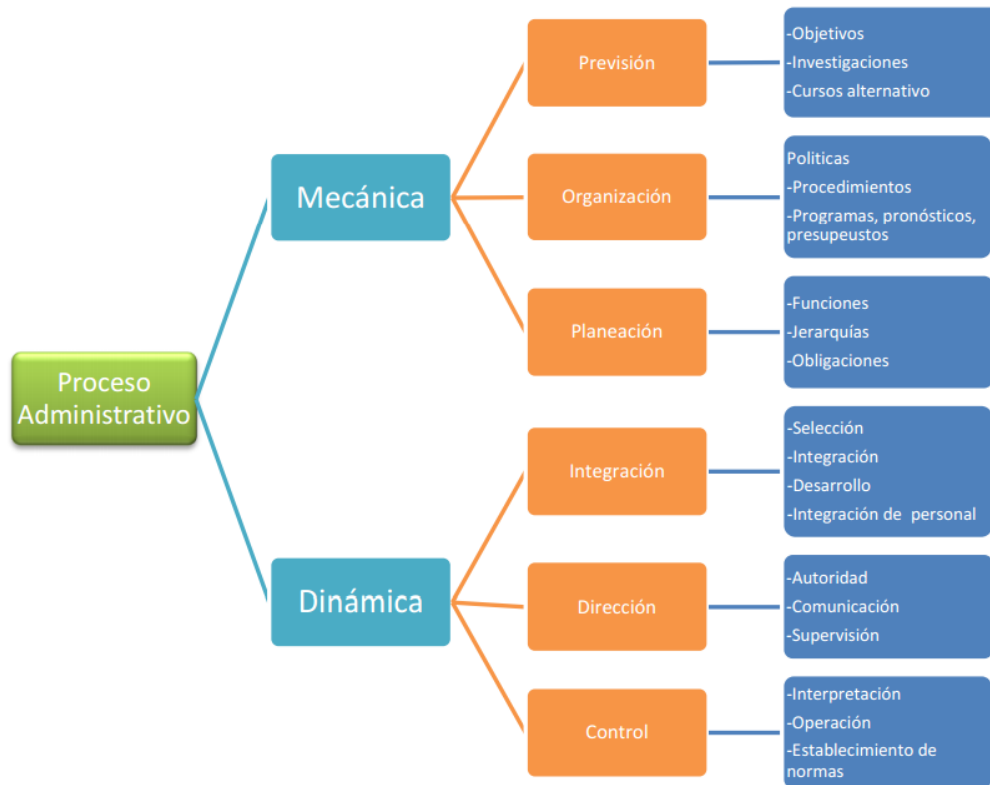 Proceso
Administrativo
Mecánica
Previsión
-Objetivos
-Investigaciones
-Cursos alternativo
Organización
Politicas
-Procedimientos
-Programas, pronósticos,
presupeustos
Planeación
-Funciones
-Jerarquías
-Obligaciones
Dinámica
Integración
-Selección
-Integración
-Desarrollo
-Integración de personal
Dirección
-Autoridad
-Comunicación
-Supervisión
Control
-Interpretación
-Operación
-Establecimiento de
normas